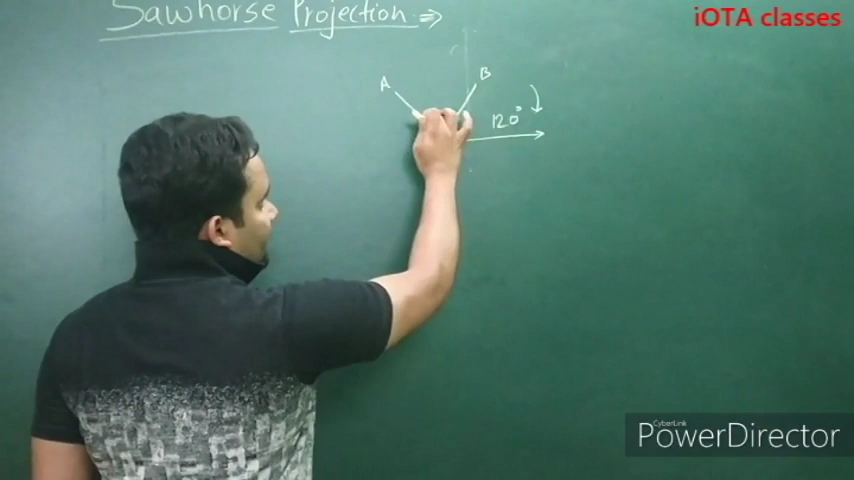 Sawhorse Projection ⇒
iOTA classes
A
B
120°
CyberLink
PowerDirector